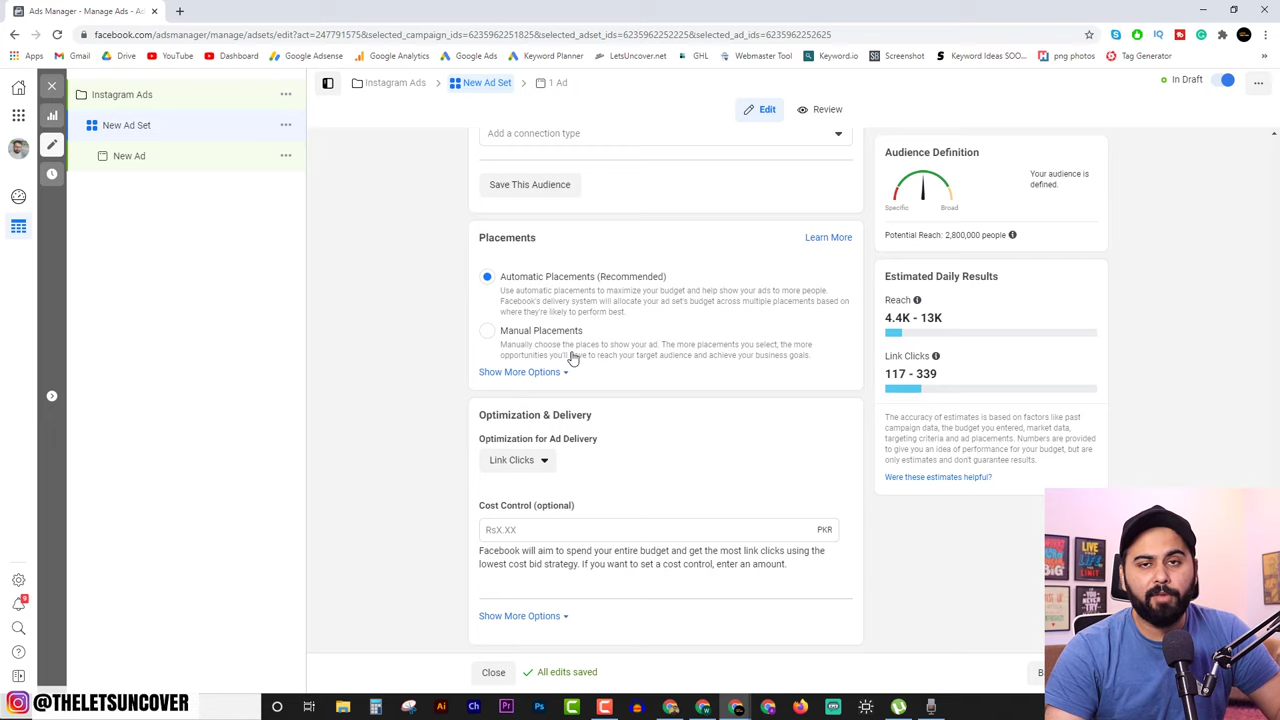 Ads Manager - Manage Ads - Ad
facebook.com/adsmanager/manage/adsets/edit?act=247791575&selected_campaign_ids=6235962251825&selected_adset_ids=6235962252225&selected_ad_ids=6235962252625
Apps
Gmail
Drive
YouTube
Dashboard
Google Adsense
Google Analytics
Google Ads
Keyword Planner
LetsUncover.net
GHL
Watermark Tool
Keyword.io
Screenshot
Keyword Ideas SOO...
png photos
Tag Generator
Instagram Ads
New Ad Set
New Ad
Instagram Ads
New Ad Set
1 Ad
In Draft
Edit
Review
Add a connection type
Save This Audience
Placements
Learn More
Automatic Placements (Recommended)
Use automatic placements to maximize your budget and help show your ads to more people.
Facebook's delivery system will allocate your ad set's budget across multiple placements based on
where they're likely to perform best.
Manual Placements
Manually choose the places to show your ad. The more placements you select, the more
opportunities you'll have to reach your target audience and achieve your business goals.
Show More Options
Optimization & Delivery
Optimization for Ad Delivery
Link Clicks
Cost Control (optional)
RsX.XX
PKR
Facebook will aim to spend your entire budget and get the most link clicks using the
lowest cost bid strategy. If you want to set a cost control, enter an amount.
Show More Options
Close
All edits saved
Audience Definition
Your audience is
defined.
Specific
Broad
Potential Reach: 2,800,000 people
Estimated Daily Results
Reach
4.4K - 13K
Link Clicks
117 - 339
The accuracy of estimates is based on factors like past
campaign data, the budget you entered, market data,
targeting criteria and ad placements. Numbers are provided
to give you an idea of performance for your budget, but are
only estimates and don't guarantee results.
Were these estimates helpful?
@THELETSUNCOVER